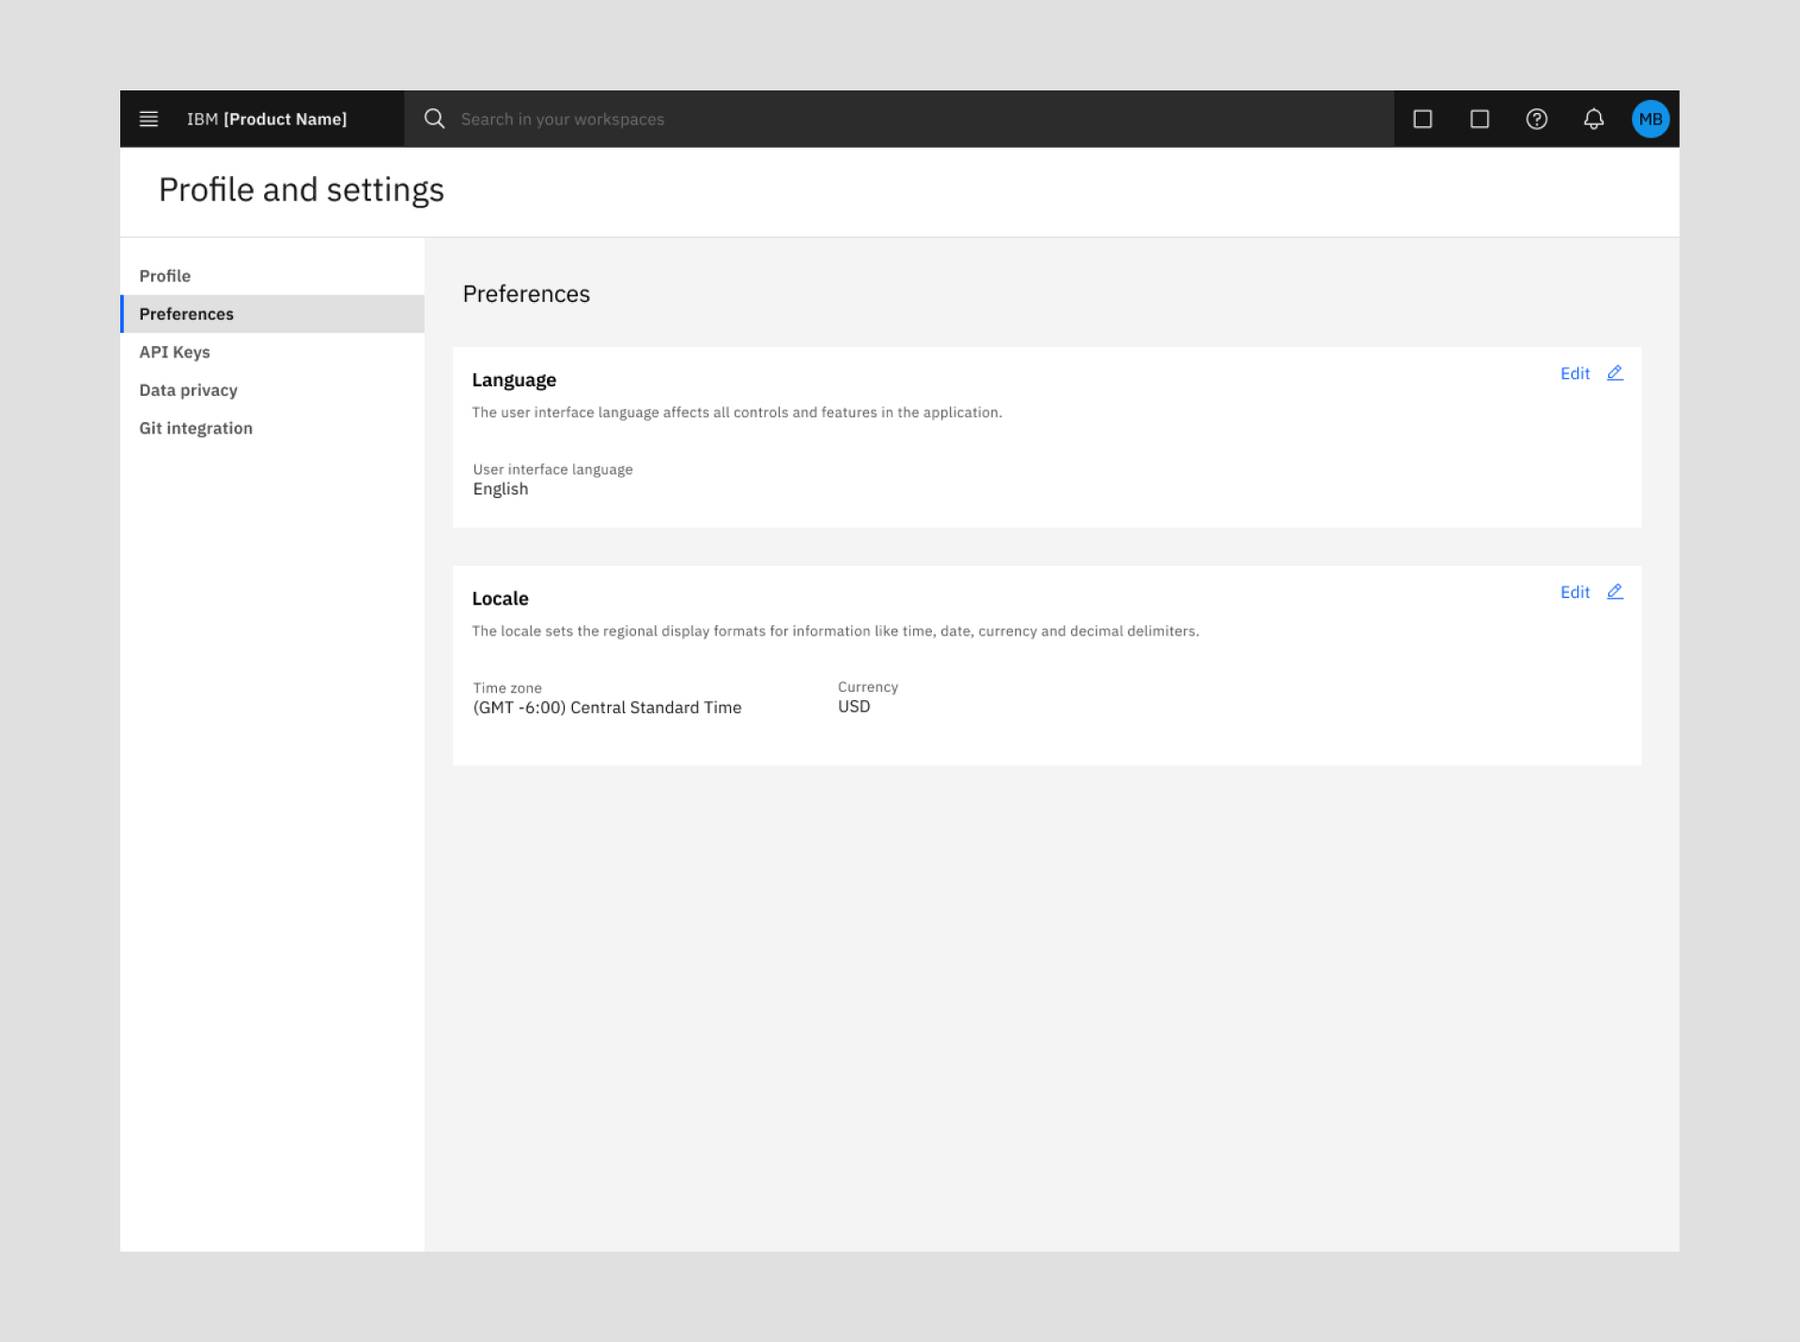 IBM [Product Name]
Search in your workspaces
MB
Profile and settings
Profile
Preferences
API Keys
Data privacy
Git integration
Preferences
Language
Edit
The user interface language affects all controls and features in the application.
User interface language
English
Locale
Edit
The locale sets the regional display formats for information like time, date, currency and decimal delimiters.
Time zone
(GMT -6:00) Central Standard Time
Currency
USD